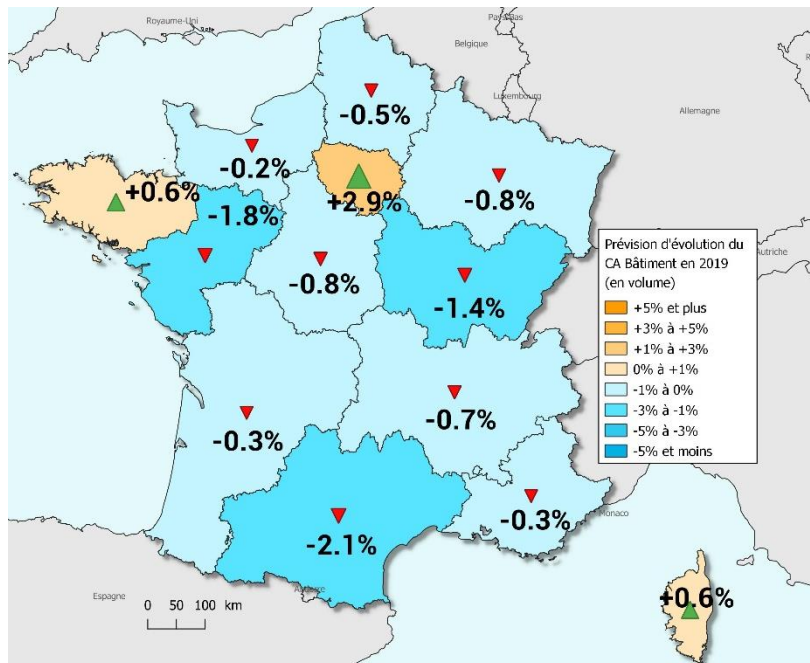 Royaume-Uni
Pays-Bas
Belgique
Luxembourg
Allemagne
-0.5%
-0.2%
+0.6%
-1.8%
+2.9%
-0.8%
-0.8%
-1.4%
Prévision d'évolution du
CA Bâtiment en 2019
(en volume)
+5% et plus
+3% à +5%
+1% à +3%
0% à +1%
-1% à 0%
-3% à -1%
-5% à -3%
-5% et moins
Autriche
-0.3%
-0.7%
-0.3%
Monaco
-2.1%
Espagne
0 50 100 km
+0.6%